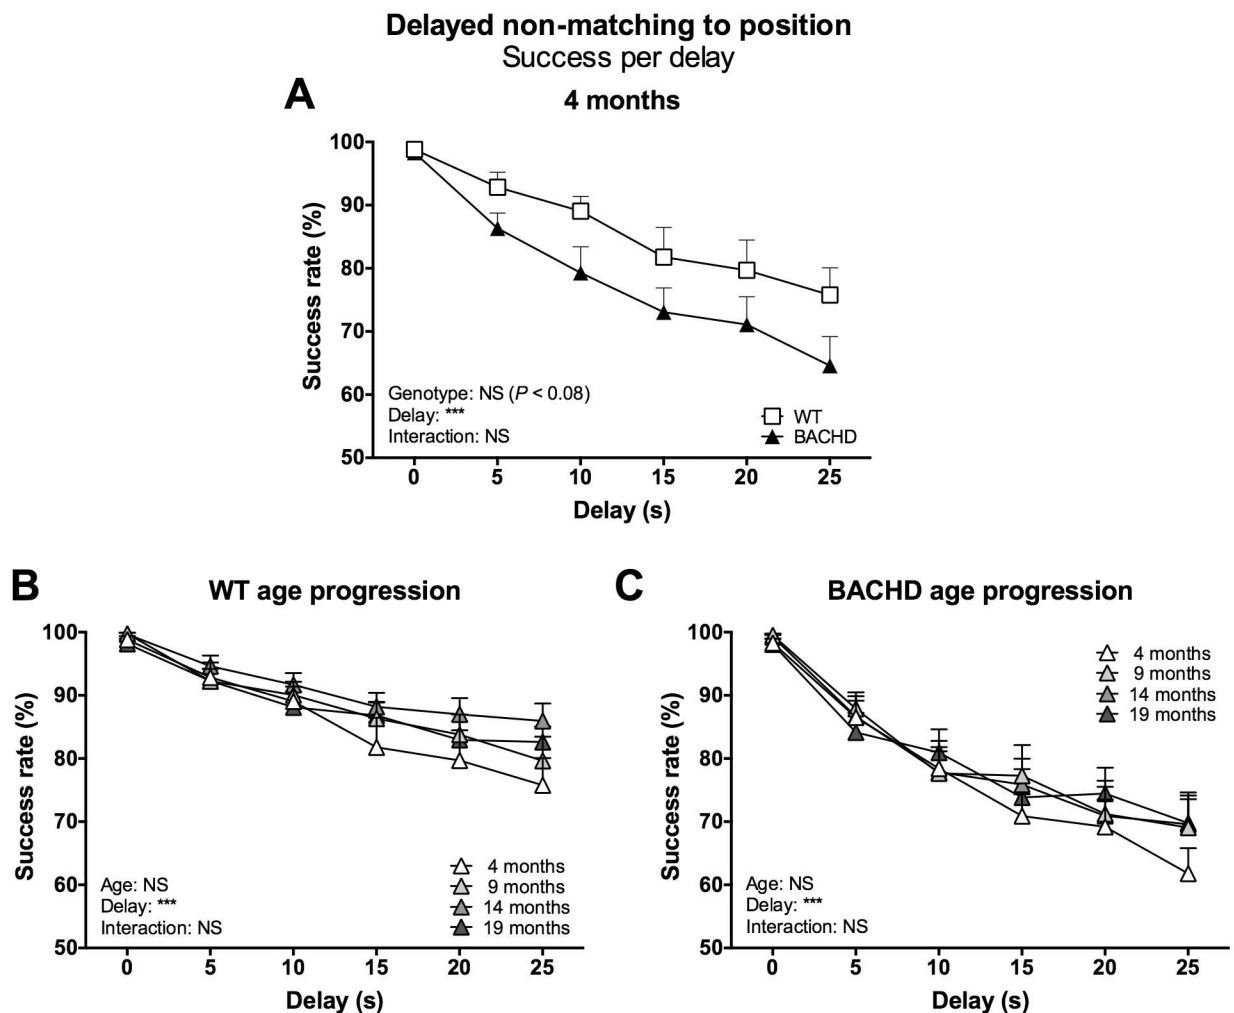 Delayed non-matching to position
Success per delay
A
4 months
Success rate (%)
100
90
80
70
60
50
Genotype: NS (P < 0.08)
Delay: ***
Interaction: NS
WT
BACHD
0 5 10 15 20 25
Delay (s)
B
WT age progression
Success rate (%)
100
90
80
70
60
50
Age: NS
Delay: ***
Interaction: NS
4 months
9 months
14 months
19 months
0 5 10 15 20 25
Delay (s)
C
BACHD age progression
Success rate (%)
100
90
80
70
60
50
4 months
9 months
14 months
19 months
Age: NS
Delay: ***
Interaction: NS
0 5 10 15 20 25
Delay (s)